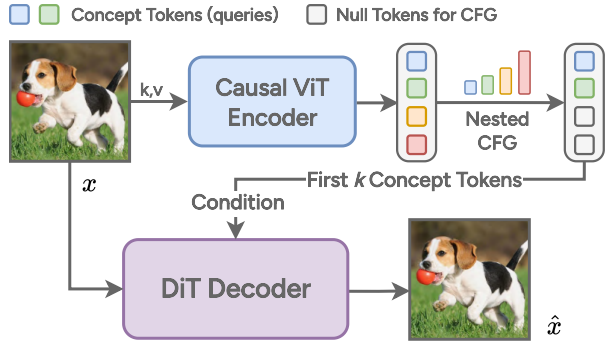 Concept Tokens (queries)
Null Tokens for CFG
k,v
Causal ViT
Encoder
Nested
CFG
x
First k Concept Tokens
Condition
DiT Decoder
x̂